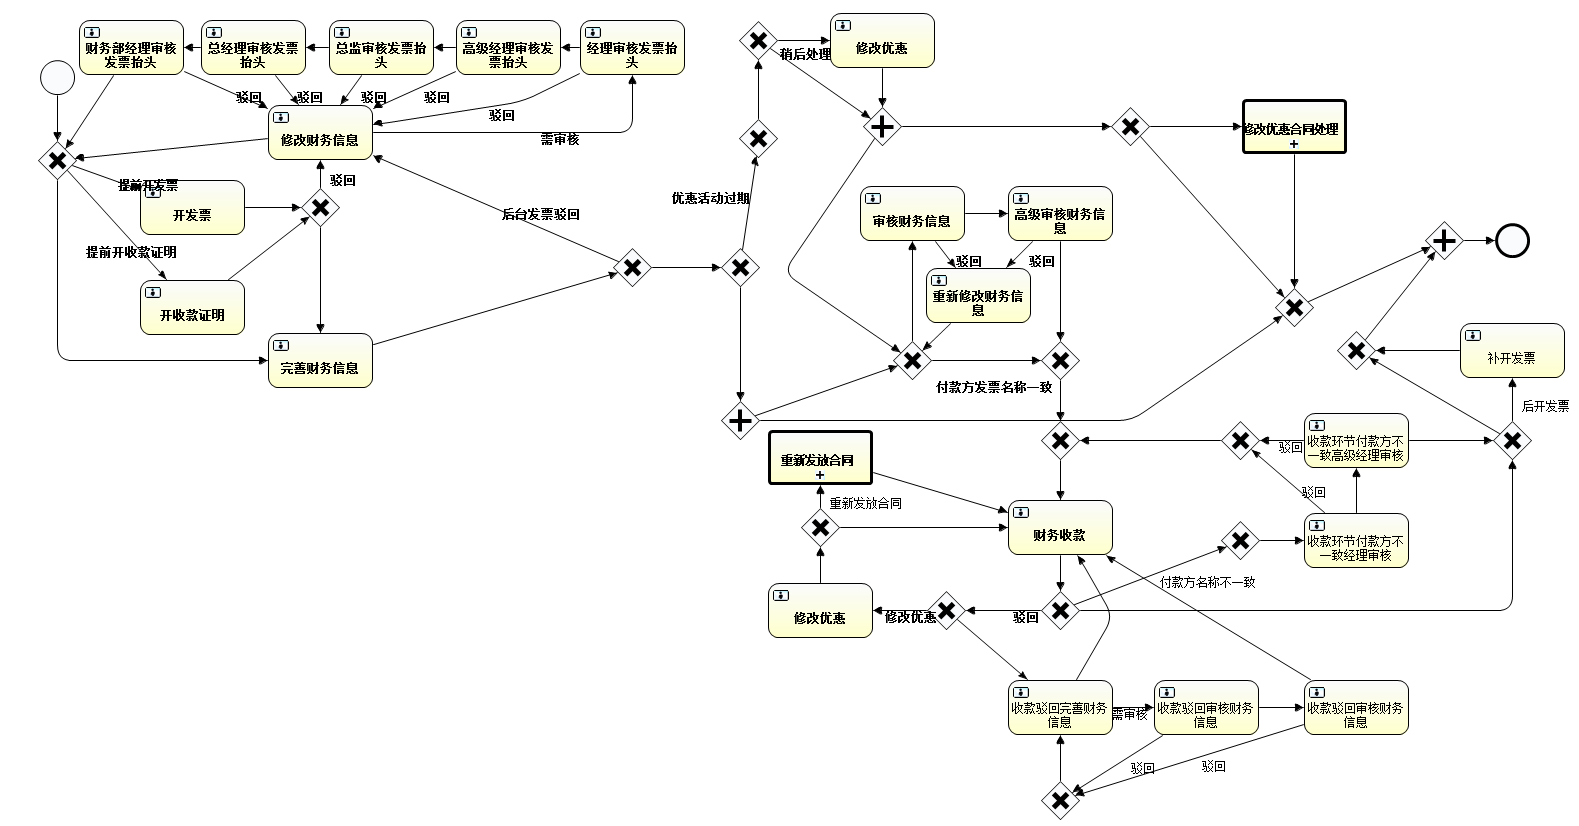 财务部经理审核
发票抬头
总经理审核发票
抬头
总监审核发票抬
头
高级经理审核发
票抬头
经理审核发票抬
头
驳回
驳回
驳回
驳回
驳回
修改财务信息
需审核
提前开发票
开发票
驳回
提前开收款证明
开收款证明
完善财务信息
后台发票驳回
优惠活动过期
稍后处理
修改优惠
修改优惠合同处理
审核财务信息
高级审核财务信
息
驳回
驳回
重新修改财务信
息
付款方发票名称一致
补开发票
后开发票
收款环节付款方不
一致高级经理审核
驳回
驳回
收款环节付款方不
一致经理审核
重新发放合同
重新发放合同
财务收款
付款方名称不一致
修改优惠
修改优惠
驳回
收款驳回完善财务
信息
需审核
收款驳回审核财务
信息
收款驳回审核财务
信息
驳回
驳回